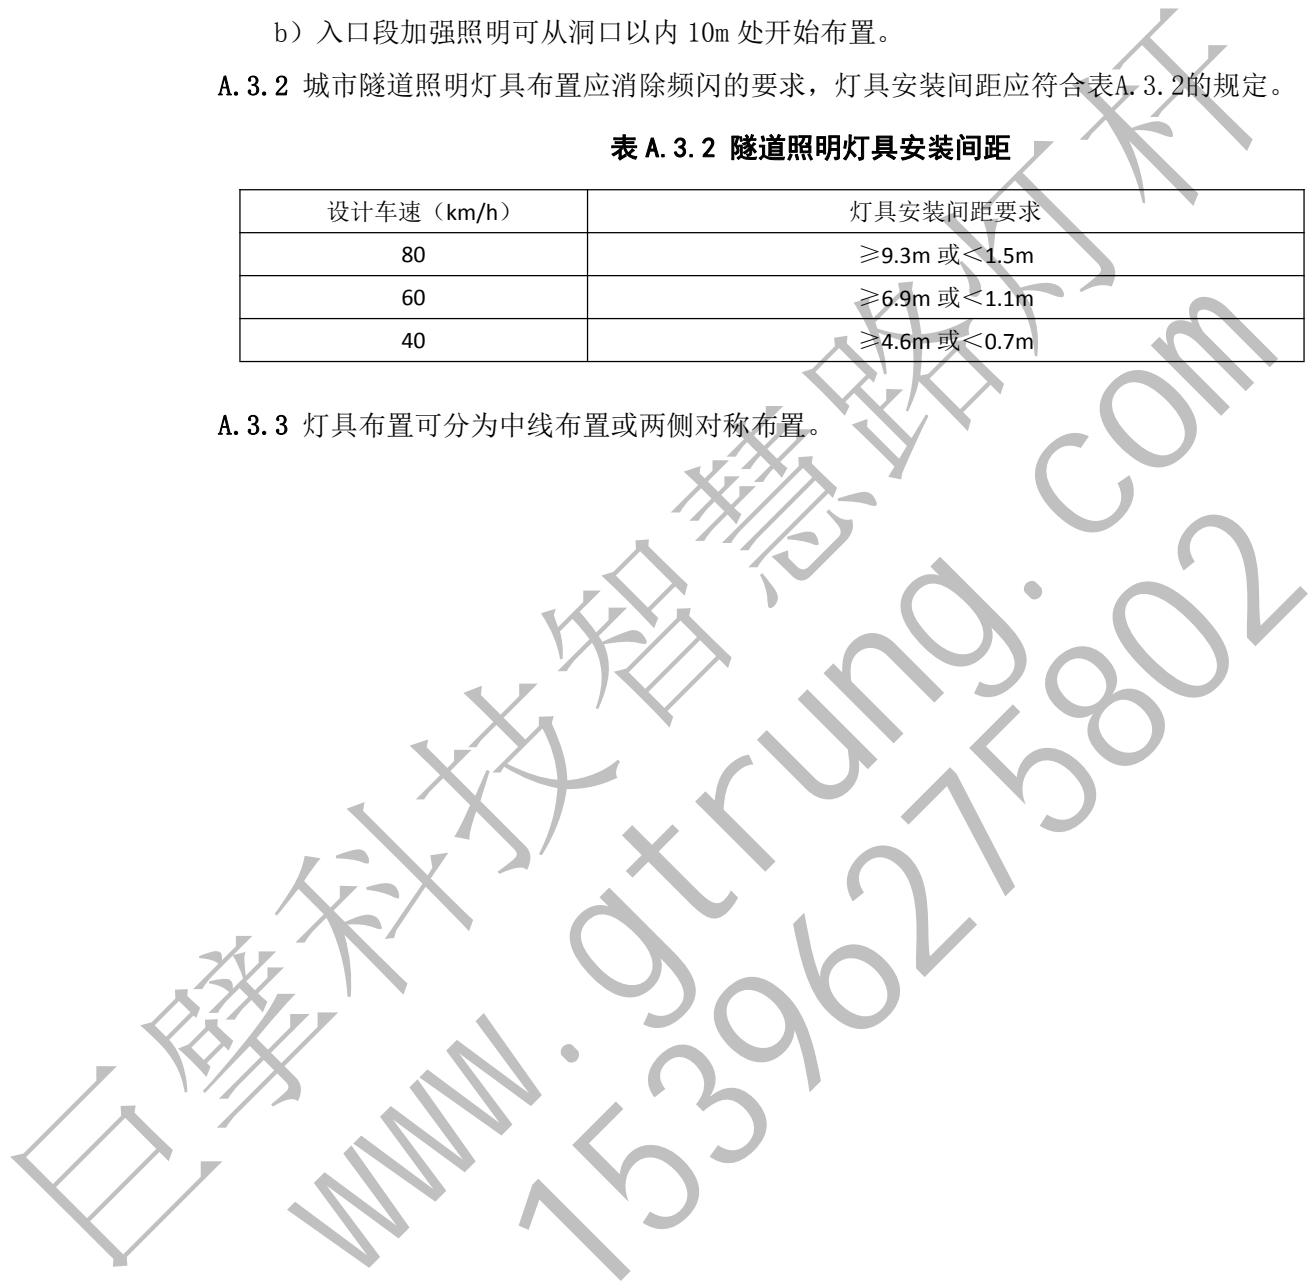 b）入口段加强照明可从洞口以内 10m 处开始布置。
A.3.2 城市隧道照明灯具布置应消除频闪的要求，灯具安装间距应符合表A.3.2的规定。
表 A.3.2 隧道照明灯具安装间距
设计车速（km/h） 灯具安装间距要求
80 ≥9.3m 或＜1.5m
60 ≥6.9m 或＜1.1m
40 ≥4.6m 或＜0.7m
A.3.3 灯具布置可分为中线布置或两侧对称布置。
巨擘科技智慧路灯杆
www.gtrung.com
15396275802